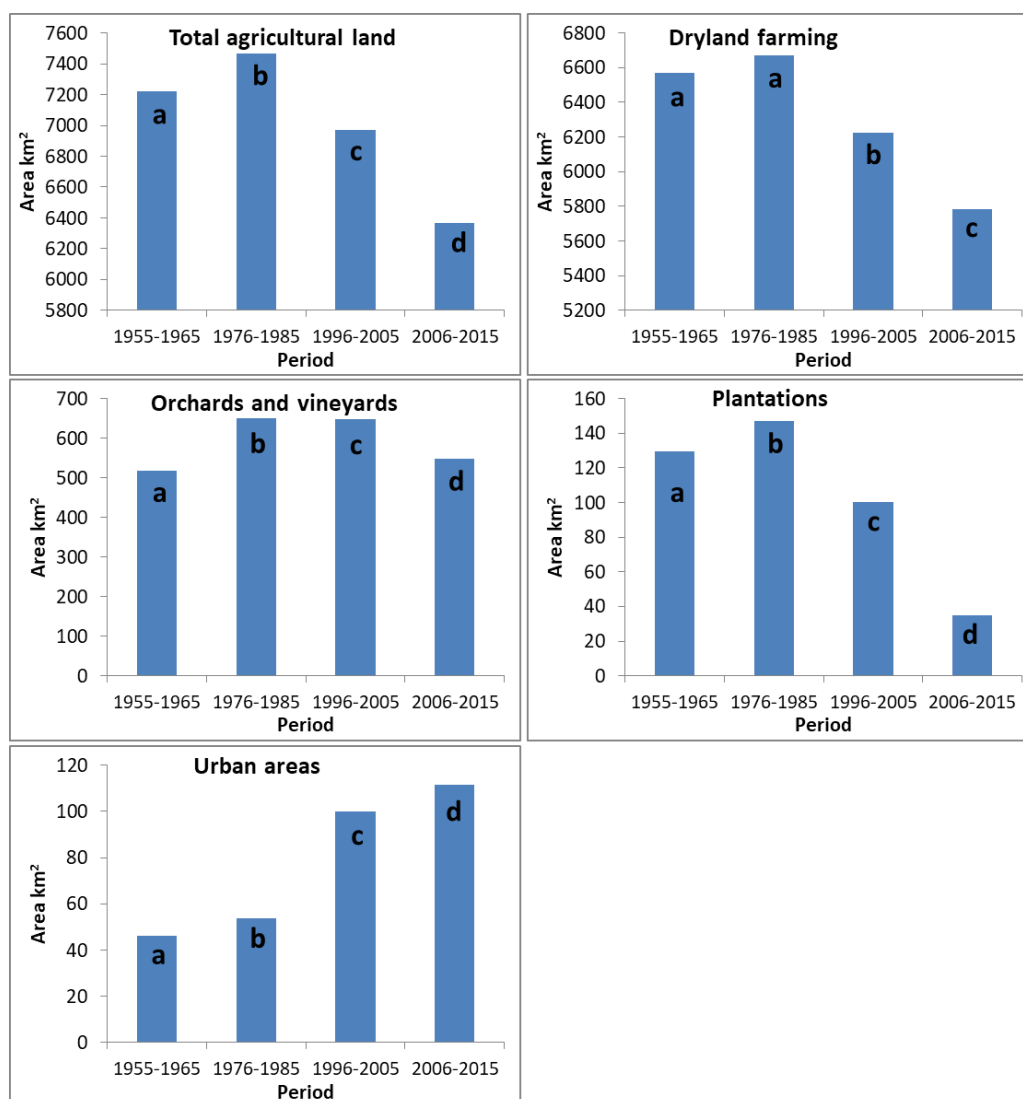 Total agricultural land
Area km²
7600
7400
7200
7000
6800
6600
6400
6200
6000
5800
a
b
c
d
1955-1965 1976-1985 1996-2005 2006-2015
Period
Dryland farming
Area km²
6800
6600
6400
6200
6000
5800
5600
5400
5200
a
a
b
c
1955-1965 1976-1985 1996-2005 2006-2015
Period
Orchards and vineyards
Area km²
700
600
500
400
300
200
100
0
a
b
c
d
1955-1965 1976-1985 1996-2005 2006-2015
Period
Plantations
Area km²
160
140
120
100
80
60
40
20
0
a
b
c
d
1955-1965 1976-1985 1996-2005 2006-2015
Period
Urban areas
Area km²
120
100
80
60
40
20
0
a
b
c
d
1955-1965 1976-1985 1996-2005 2006-2015
Period